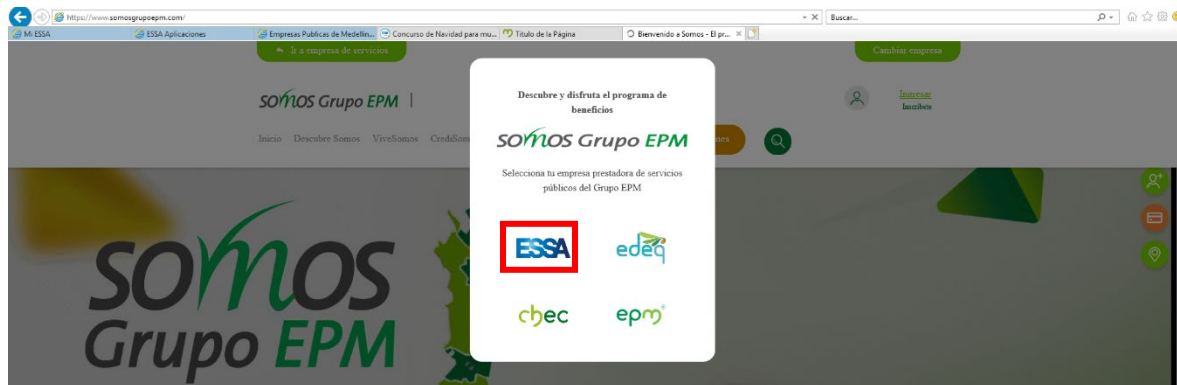 https://www.somosgrupoepm.com/
Buscar...
Mi ESSA
ESSA Aplicaciones
Empresas Publicas de Medellin...
Concurso de Navidad para mu...
Titulo de la Página
Bienvenido a Somos - El pr...
Ir a empresa de servicios
Cambiar empresa
somos Grupo EPM
Ingresar
Inscríbete
Inicio Descubre Somos ViveSomos CrediSom
nes
Descubre y disfruta el programa de
beneficios
somos Grupo EPM
Selecciona tu empresa prestadora de servicios
públicos del Grupo EPM
ESSA
edeq
chec
epm
somos
Grupo EPM